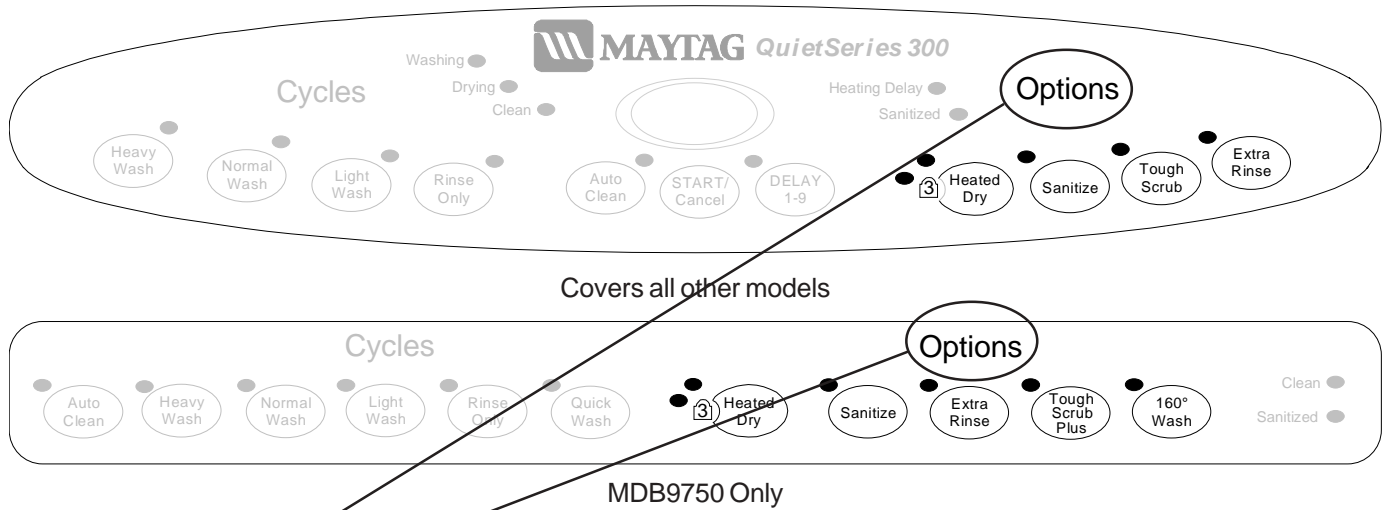 MAYTAG QuietSeries 300
Washing
Drying
Clean
Cycles
Heating Delay
Sanitized
Options
Heavy
Wash
Normal
Wash
Light
Wash
Rinse
Only
Auto
Clean
START/
Cancel
DELAY
1-9
3
Heated
Dry
Sanitize
Tough
Scrub
Extra
Rinse
Covers all other models
Cycles
Options
Auto
Clean
Heavy
Wash
Normal
Wash
Light
Wash
Rinse
Only
Quick
Wash
3
Heated
Dry
Sanitize
Extra
Rinse
Tough
Scrub
Plus
160°
Wash
Clean
Sanitized
MDB9750 Only